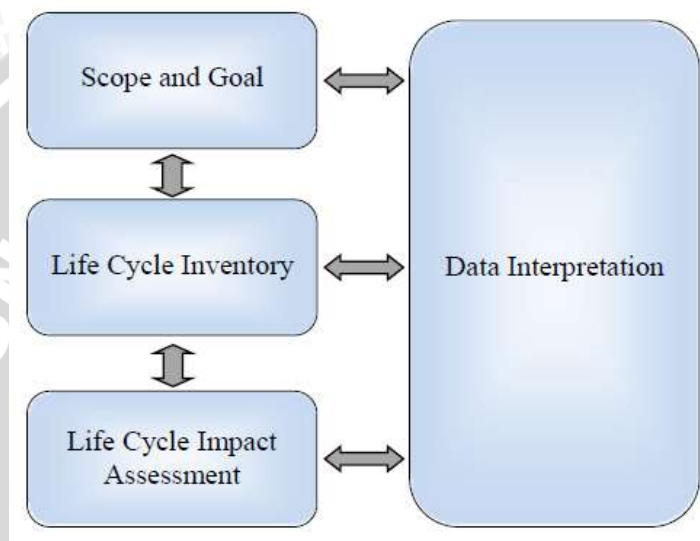 Scope and Goal
Life Cycle Inventory
Data Interpretation
Life Cycle Impact
Assessment